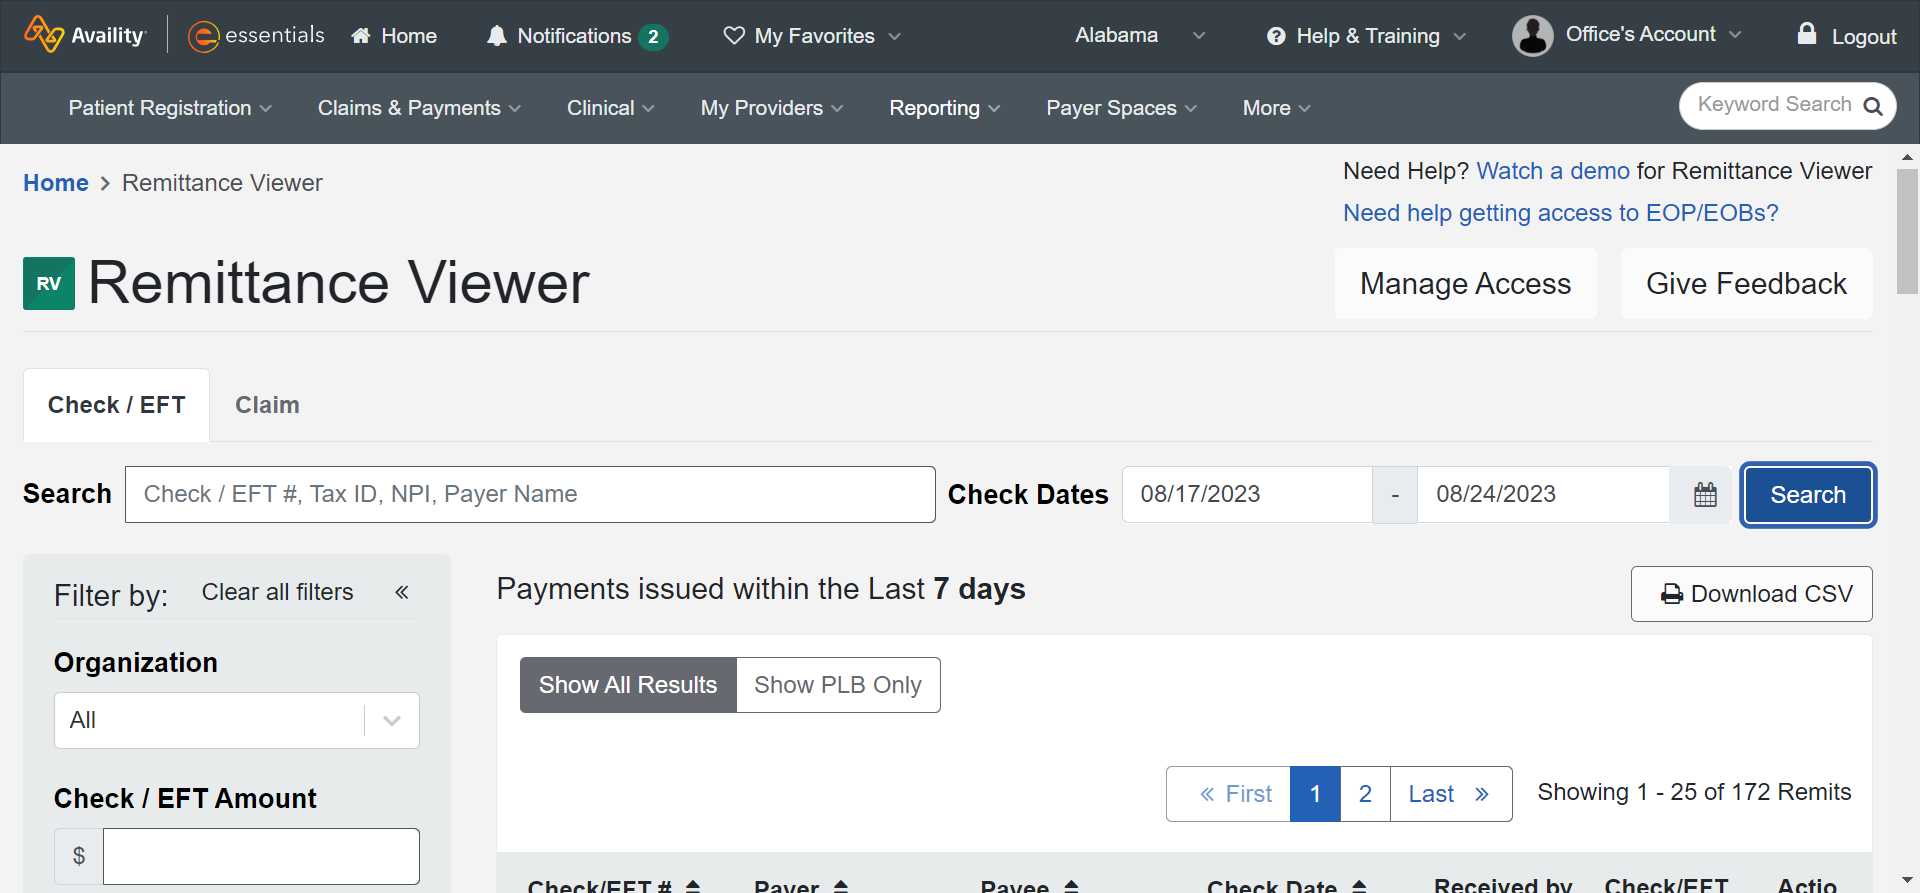 Availity essentials Home Notifications 2 My Favorites Alabama Help & Training Office's Account Logout
Patient Registration Claims & Payments Clinical My Providers Reporting Payer Spaces More Keyword Search
Home > Remittance Viewer
Need Help? Watch a demo for Remittance Viewer
Need help getting access to EOP/EOBs?
RV Remittance Viewer
Manage Access Give Feedback
Check / EFT Claim
Search Check / EFT #, Tax ID, NPI, Payer Name Check Dates 08/17/2023 - 08/24/2023 Search
Filter by: Clear all filters «
Payments issued within the Last 7 days
Download CSV
Organization
All
Show All Results Show PLB Only
Check / EFT Amount
$
« First 1 2 Last » Showing 1 - 25 of 172 Remits
Check/EFT # Payer Payee Check Date Received by Check/EFT Actio